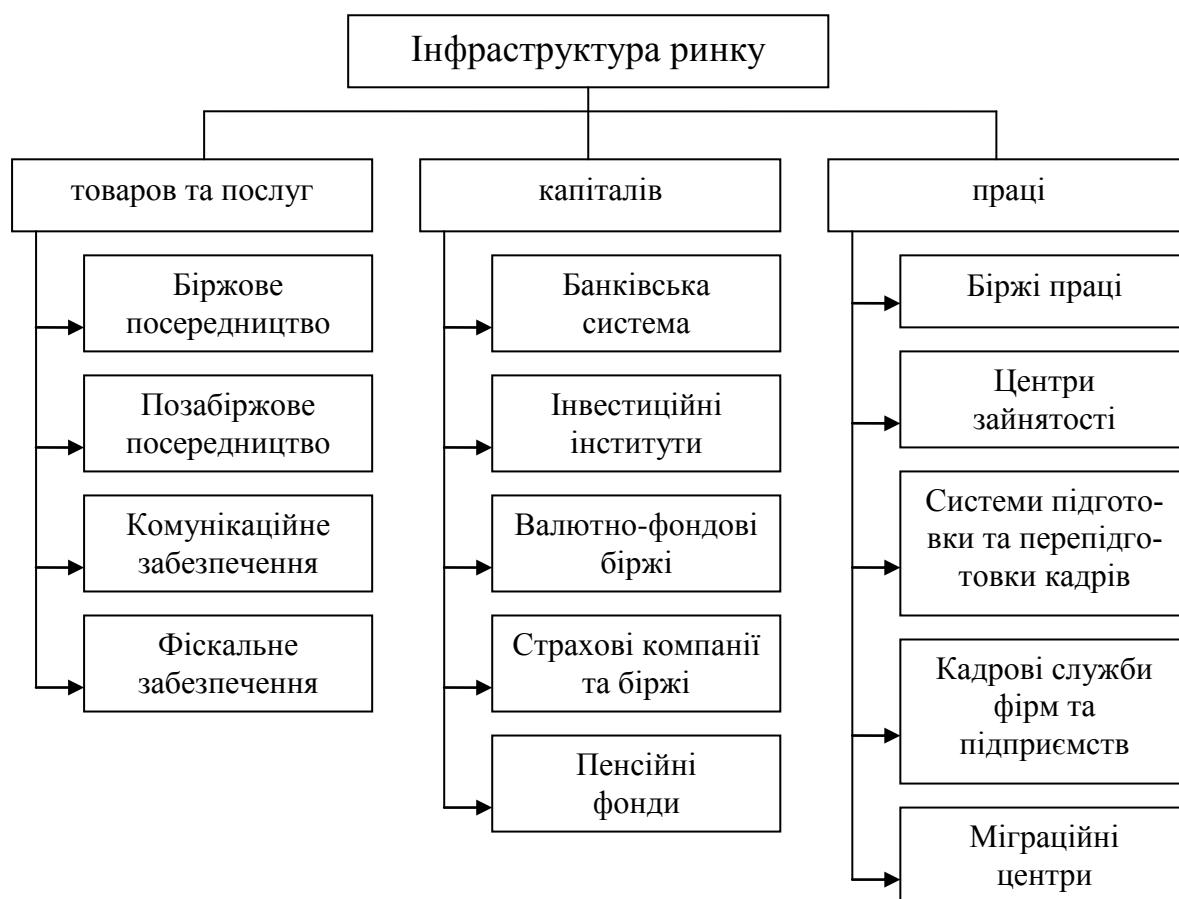 Інфраструктура ринку
товаров та послуг
Біржове
посередництво
Позабіржове
посередництво
Комунікаційне
забезпечення
Фіскальне
забезпечення
капіталів
Банківська
система
Інвестиційні
інститути
Валютно-фондові
біржі
Страхові компанії
та біржі
Пенсійні
фонди
праці
Біржі праці
Центри
зайнятості
Системи підгото-
вки та перепідго-
товки кадрів
Кадрові служби
фірм та
підприємств
Міграційні
центри